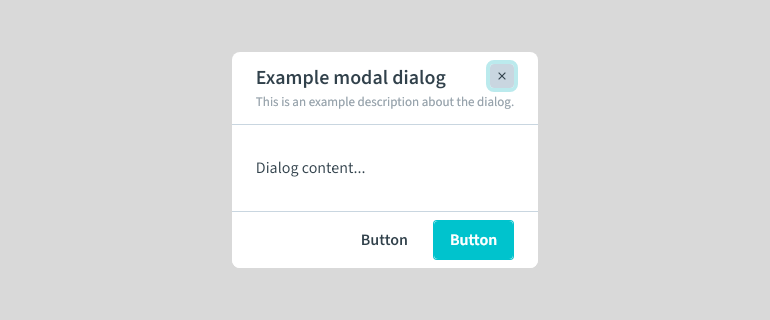 Example modal dialog
This is an example description about the dialog.
Dialog content...
Button Button